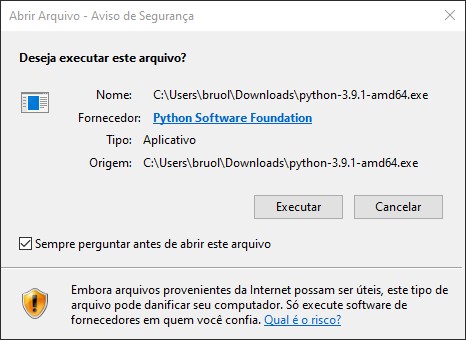 Abrir Arquivo - Aviso de Segurança
Deseja executar este arquivo?
Nome: C:\Users\bruol\Downloads\python-3.9.1-amd64.exe
Fornecedor: Python Software Foundation
Tipo: Aplicativo
Origem: C:\Users\bruol\Downloads\python-3.9.1-amd64.exe
Executar Cancelar
Sempre perguntar antes de abrir este arquivo
Embora arquivos provenientes da Internet possam ser úteis, este tipo de
arquivo pode danificar seu computador. Só execute software de
fornecedores em quem você confia. Qual é o risco?